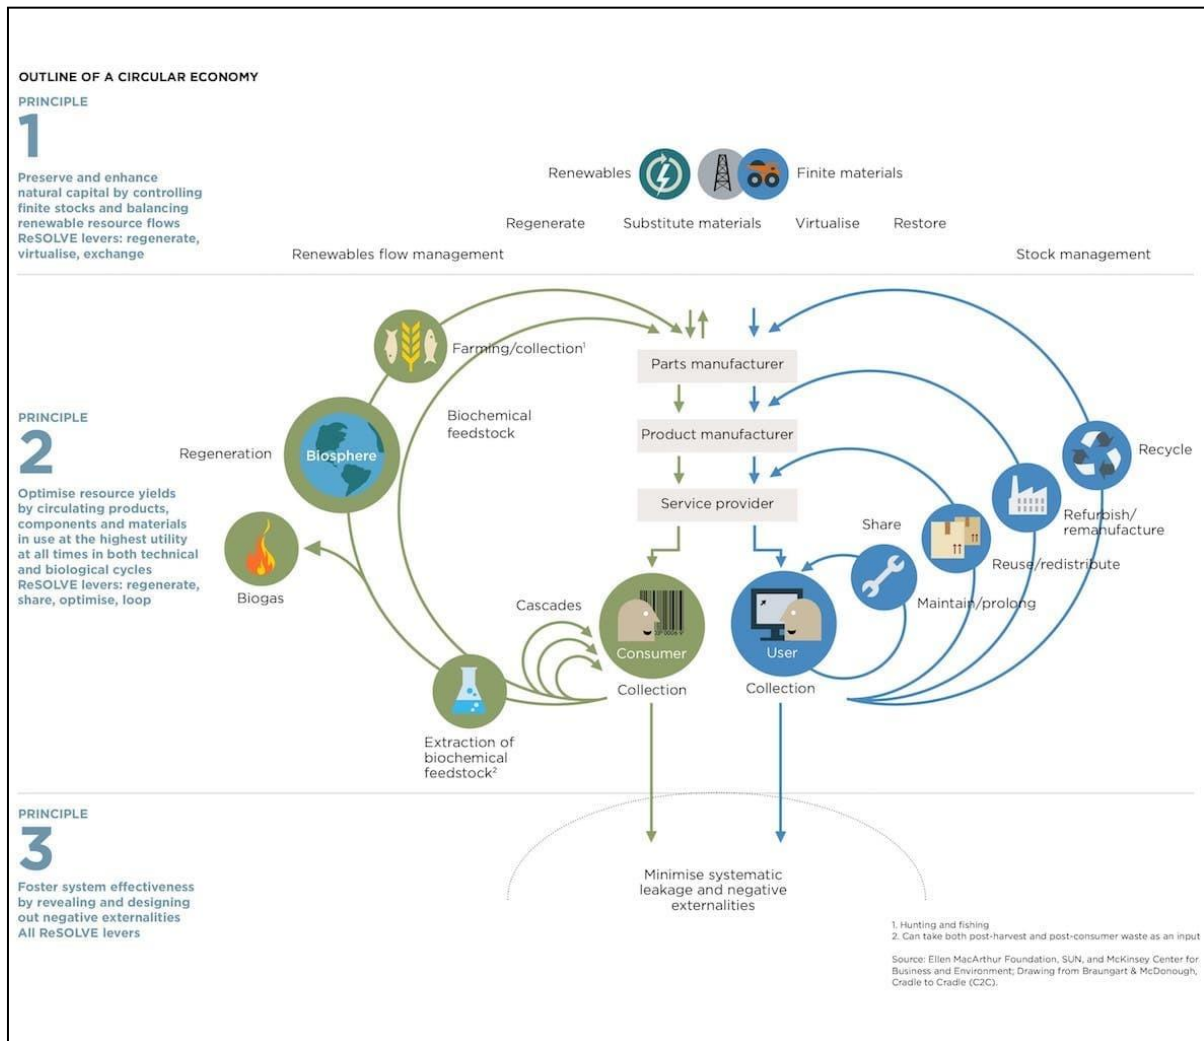 OUTLINE OF A CIRCULAR ECONOMY
PRINCIPLE
1
Preserve and enhance
natural capital by controlling
finite stocks and balancing
renewable resource flows
ReSOLVE levers: regenerate,
virtualise, exchange
Renewables
Finite materials
Regenerate
Substitute materials
Virtualise
Restore
Renewables flow management
Stock management
PRINCIPLE
2
Optimise resource yields
by circulating products,
components and materials
in use at the highest utility
at all times in both technical
and biological cycles
ReSOLVE levers: regenerate,
share, optimise, loop
Farming/collection¹
Biochemical
feedstock
Regeneration
Biosphere
Biogas
Cascades
Extraction of
biochemical
feedstock²
Parts manufacturer
Product manufacturer
Service provider
Consumer
Collection
User
Collection
Share
Maintain/prolong
Reuse/redistribute
Refurbish/
remanufacture
Recycle
PRINCIPLE
3
Foster system effectiveness
by revealing and designing
out negative externalities
All ReSOLVE levers
Minimise systematic
leakage and negative
externalities
1. Hunting and fishing
2. Can take both post-harvest and post-consumer waste as an input
Source: Ellen MacArthur Foundation, SUN, and McKinsey Center for
Business and Environment; Drawing from Braungart & McDonough,
Cradle to Cradle (C2C).